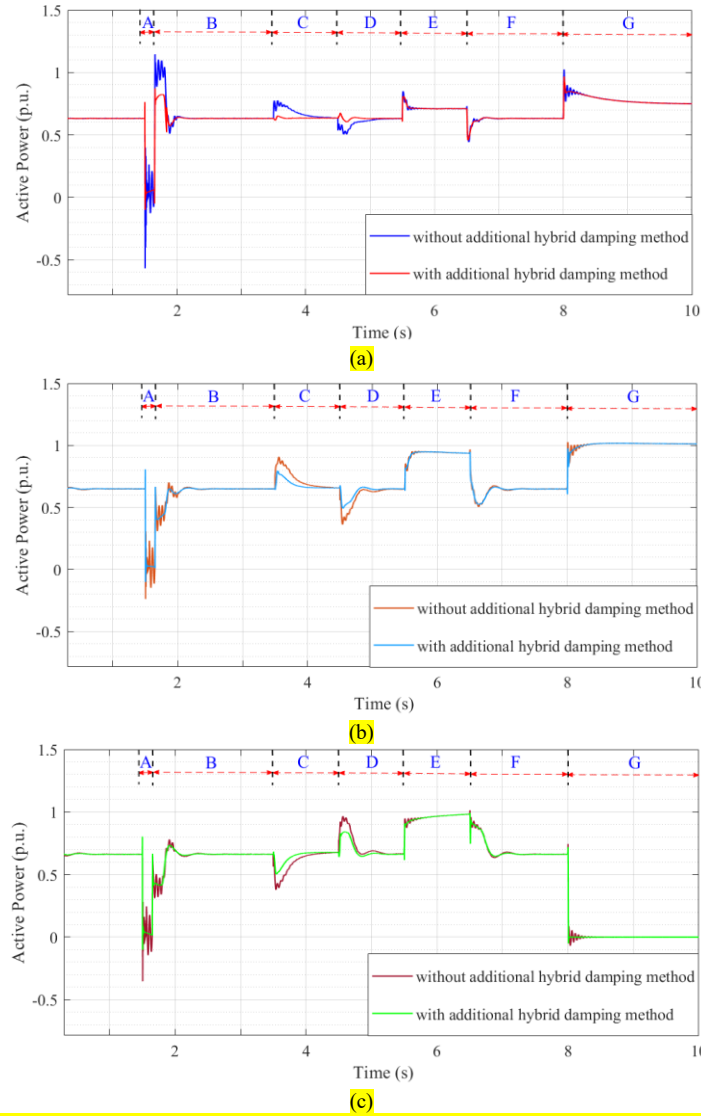 A B C D E F G
1.5
1
0.5
0
-0.5
Active Power (p.u.)
without additional hybrid damping method
with additional hybrid damping method
2 4 6 8 10
Time (s)
(a)
A B C D E F G
1.5
1
0.5
0
-0.5
Active Power (p.u.)
without additional hybrid damping method
with additional hybrid damping method
2 4 6 8 10
Time (s)
(b)
A B C D E F G
1.5
1
0.5
0
-0.5
Active Power (p.u.)
without additional hybrid damping method
with additional hybrid damping method
2 4 6 8 10
Time (s)
(c)